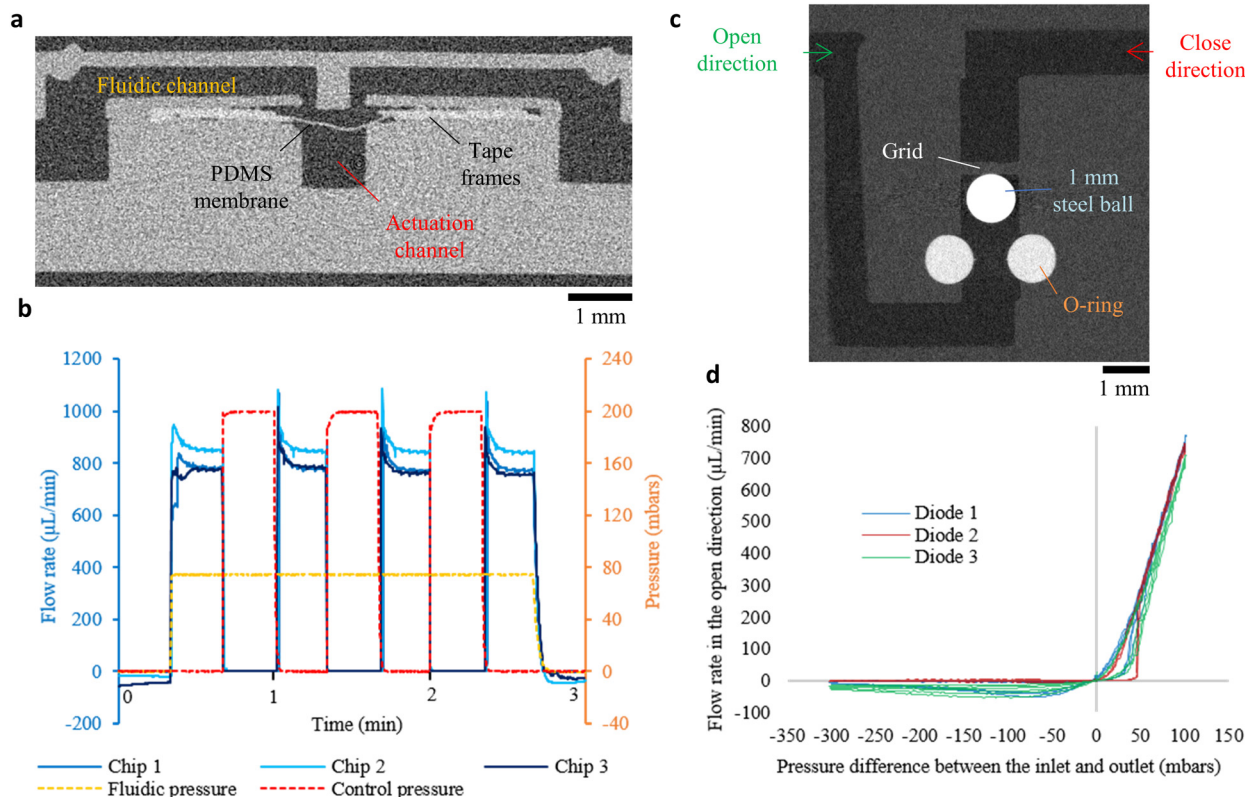 a
Fluidic channel
PDMS
membrane
Tape
frames
Actuation
channel
1 mm
c
Open
direction
Close
direction
Grid
1 mm
steel ball
O-ring
1 mm
b
1200
1000
800
600
400
200
0
-200
Flow rate (µL/min)
240
200
160
120
80
40
0
-40
Pressure (mbars)
0
1
2
3
Time (min)
Chip 1
Chip 2
Chip 3
Fluidic pressure
Control pressure
d
800
700
600
500
400
300
200
100
0
-100
Flow rate in the open direction (µL/min)
Diode 1
Diode 2
Diode 3
-350 -300 -250 -200 -150 -100 -50 0 50 100 150
Pressure difference between the inlet and outlet (mbars)